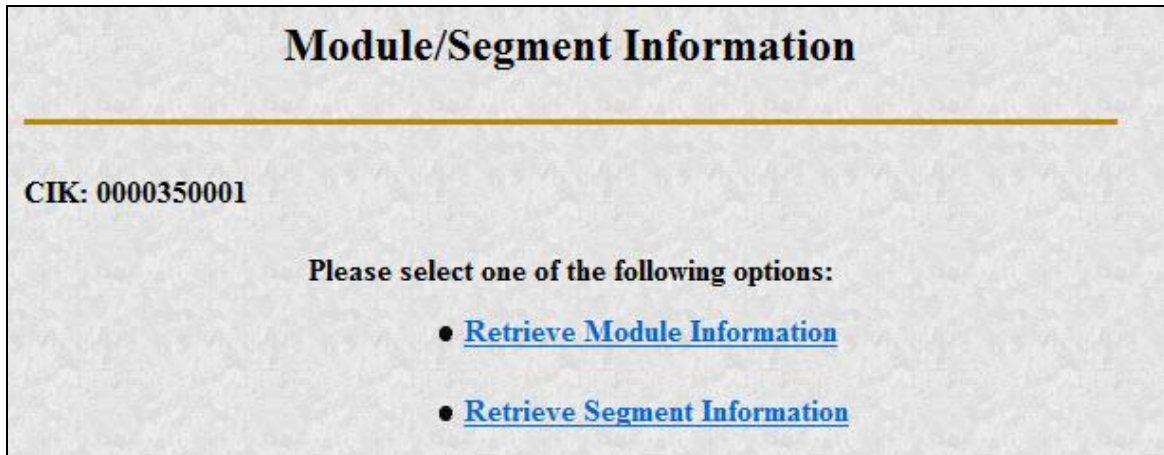 Module/Segment Information
CIK: 0000350001
Please select one of the following options:
Retrieve Module Information
Retrieve Segment Information